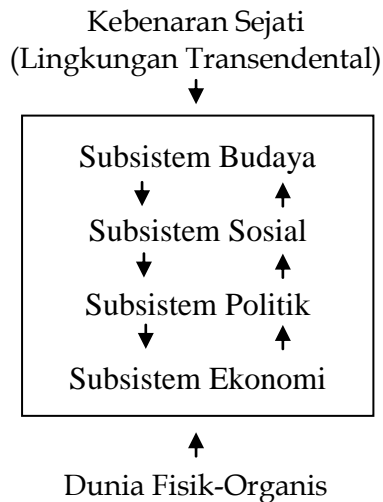 Kebenaran Sejati
(Lingkungan Transendental)
Subsistem Budaya
Subsistem Sosial
Subsistem Politik
Subsistem Ekonomi
Dunia Fisik-Organis